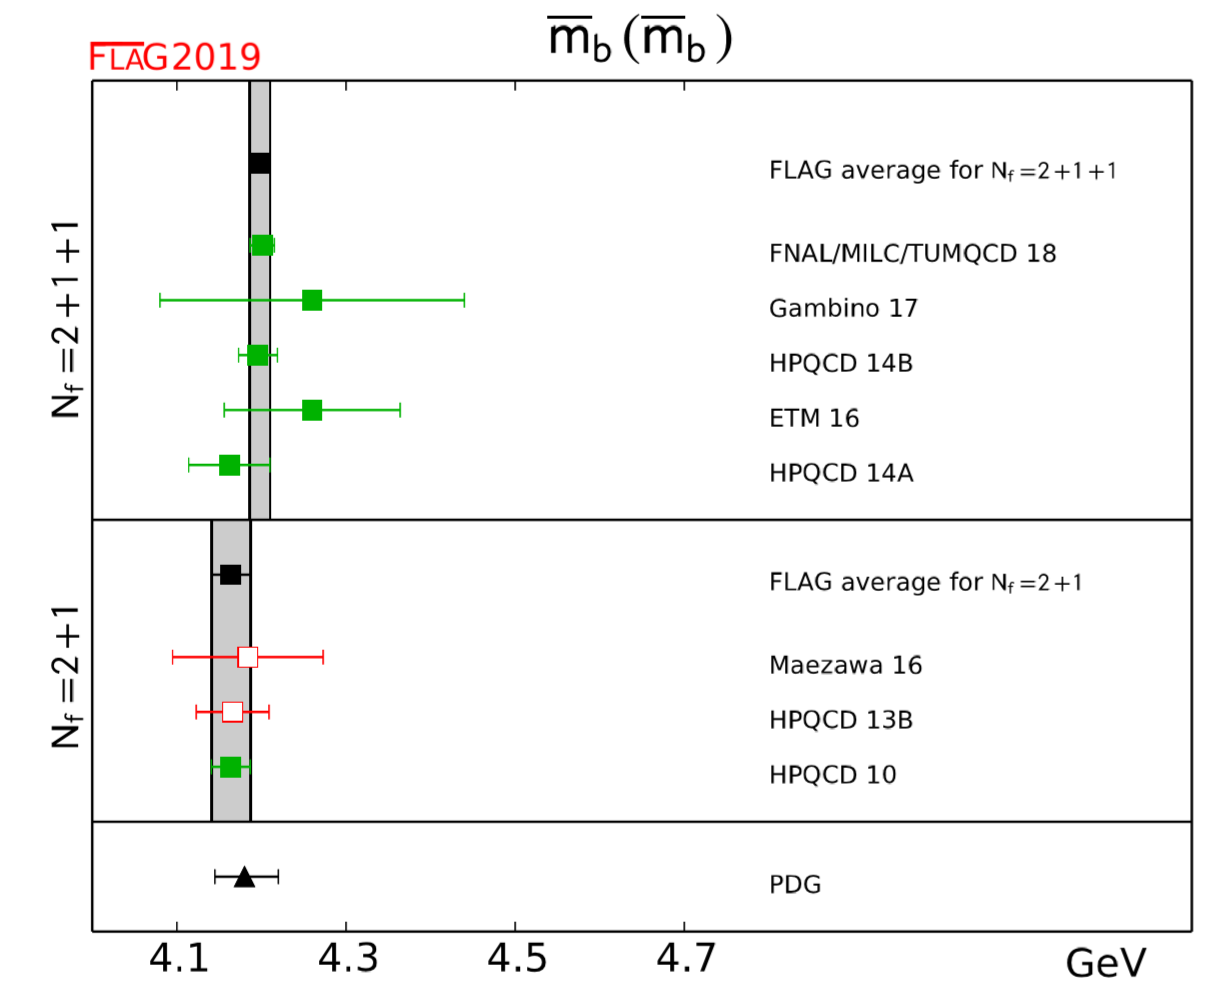 m̅b (m̅b)
FLAG2019
Nf=2+1+1
FLAG average for Nf=2+1+1
FNAL/MILC/TUMQCD 18
Gambino 17
HPQCD 14B
ETM 16
HPQCD 14A
Nf=2+1
FLAG average for Nf=2+1
Maezawa 16
HPQCD 13B
HPQCD 10
PDG
4.1 4.3 4.5 4.7 GeV